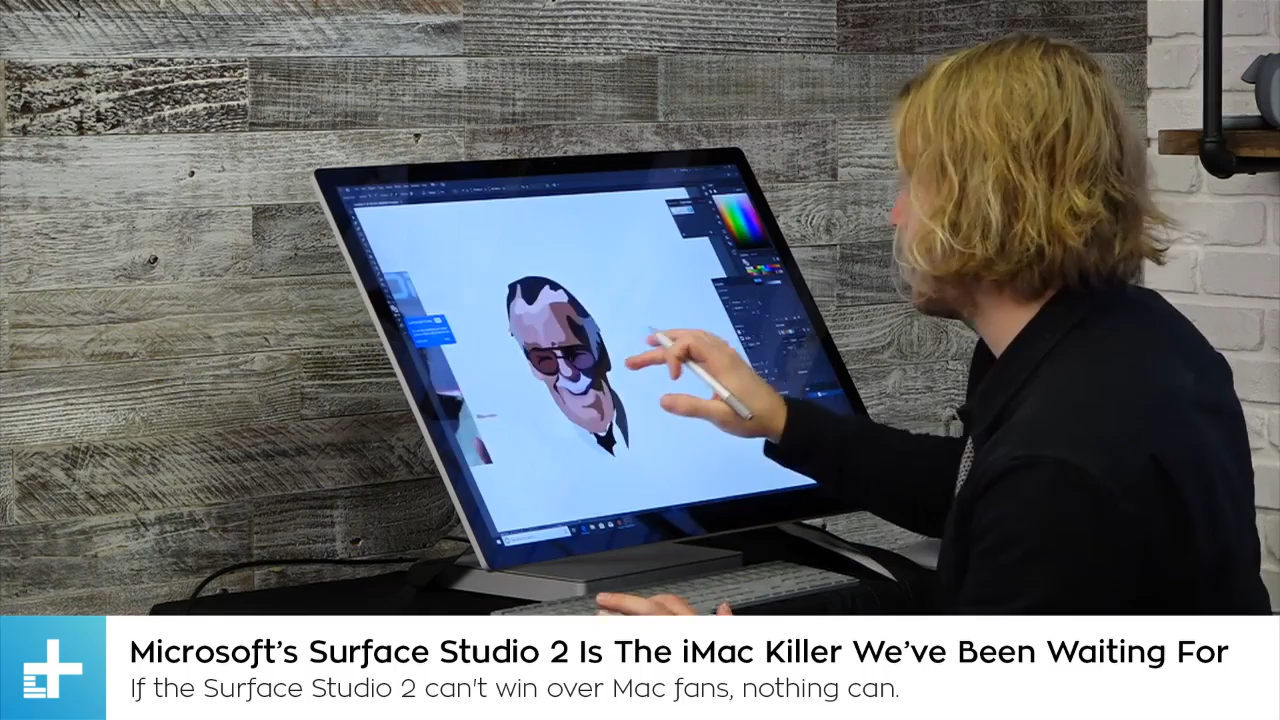 Microsoft's Surface Studio 2 Is The iMac Killer We've Been Waiting For
If the Surface Studio 2 can't win over Mac fans, nothing can.